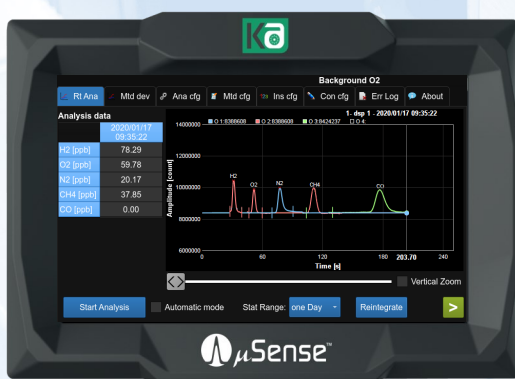 Ka
Background O2
Rt Ana Mtd dev Ana cfg Mtd cfg Ins cfg Con cfg Err Log About
Analysis data
1- dsp 1 - 2020/01/17 09:35:22
2020/01/17
09:35:22
H2 [ppb] 78.29
O2 [ppb] 59.78
N2 [ppb] 20.17
CH4 [ppb] 37.85
CO [ppb] 0.00
O 1:8388608 O 2:8388608 O 3:8424237 O 4:
14000000
12000000
10000000
8000000
6000000
Amplitude [count]
H2 O2 N2 CH4 CO
0 60 120 180 203.70 240
Time [s]
Vertical Zoom
Start Analysis Automatic mode Stat Range: one Day Reintegrate >
µSense™